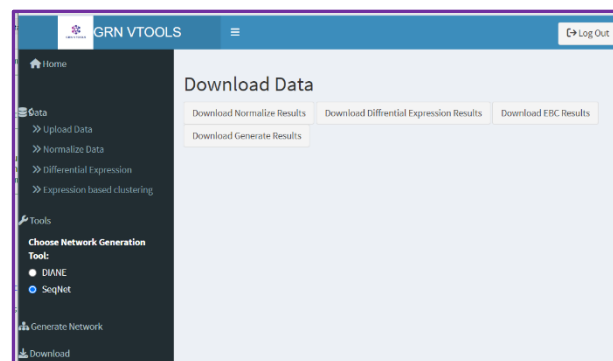 GRN VTOOLS
Log Out
Home
Data
Upload Data
Normalize Data
Differential Expression
Expression based clustering
Tools
Choose Network Generation
Tool:
DIANE
SeqNet
Generate Network
Download
Download Data
Download Normalize Results Download Diffrential Expression Results Download EBC Results
Download Generate Results